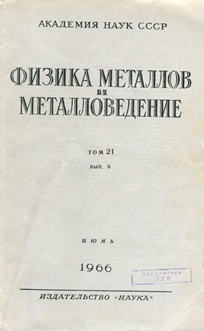 АКАДЕМИЯ НАУК СССР
ФИЗИКА МЕТАЛЛОВ
И
МЕТАЛЛОВЕДЕНИЕ
том 21
вып. 6
июнь
1966
ИЗДАТЕЛЬСТВО «НАУКА»